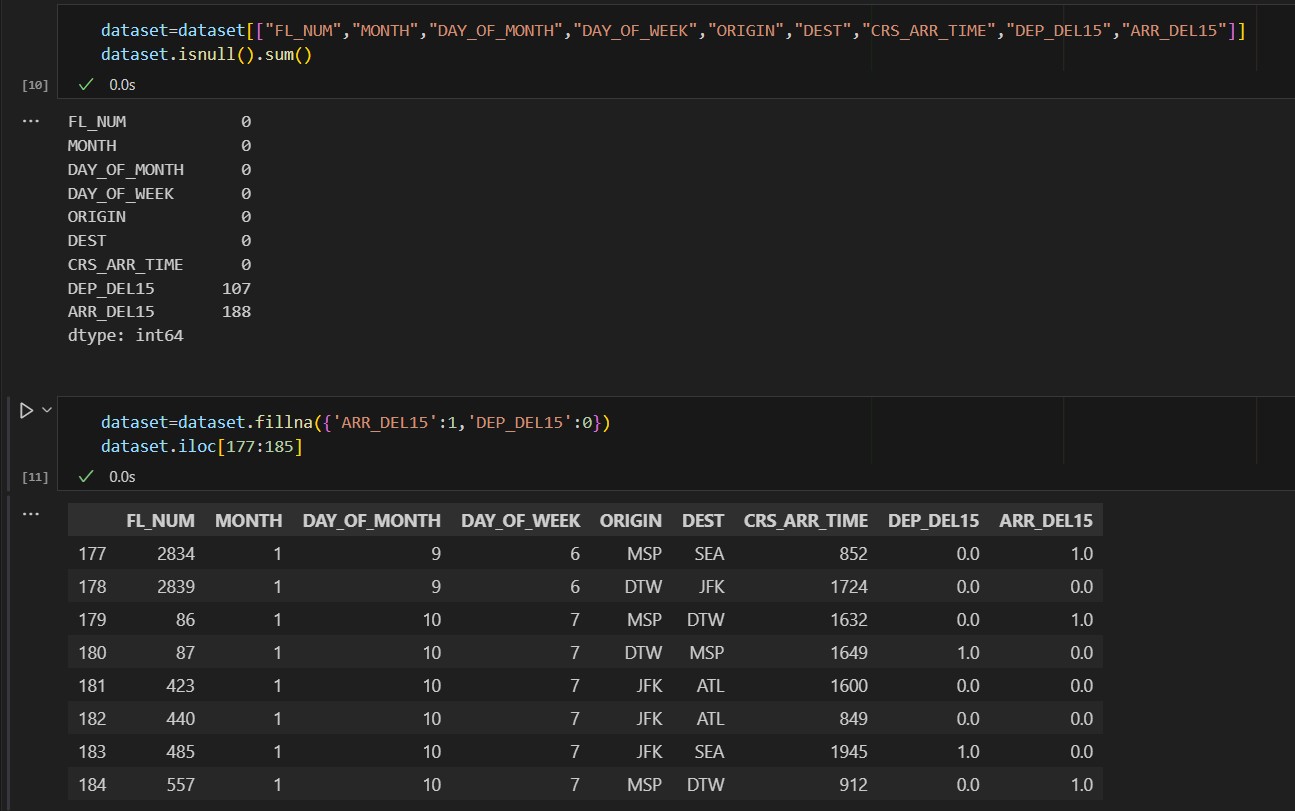 dataset=dataset[["FL_NUM","MONTH","DAY_OF_MONTH","DAY_OF_WEEK","ORIGIN","DEST","CRS_ARR_TIME","DEP_DEL15","ARR_DEL15"]]
dataset.isnull().sum()
[10] 0.0s
FL_NUM 0
MONTH 0
DAY_OF_MONTH 0
DAY_OF_WEEK 0
ORIGIN 0
DEST 0
CRS_ARR_TIME 0
DEP_DEL15 107
ARR_DEL15 188
dtype: int64
dataset=dataset.fillna({'ARR_DEL15':1,'DEP_DEL15':0})
dataset.iloc[177:185]
[11] 0.0s
FL_NUM MONTH DAY_OF_MONTH DAY_OF_WEEK ORIGIN DEST CRS_ARR_TIME DEP_DEL15 ARR_DEL15
177 2834 1 9 6 MSP SEA 852 0.0 1.0
178 2839 1 9 6 DTW JFK 1724 0.0 0.0
179 86 1 10 7 MSP DTW 1632 0.0 1.0
180 87 1 10 7 DTW MSP 1649 1.0 0.0
181 423 1 10 7 JFK ATL 1600 0.0 0.0
182 440 1 10 7 JFK ATL 849 0.0 0.0
183 485 1 10 7 JFK SEA 1945 1.0 0.0
184 557 1 10 7 MSP DTW 912 0.0 1.0